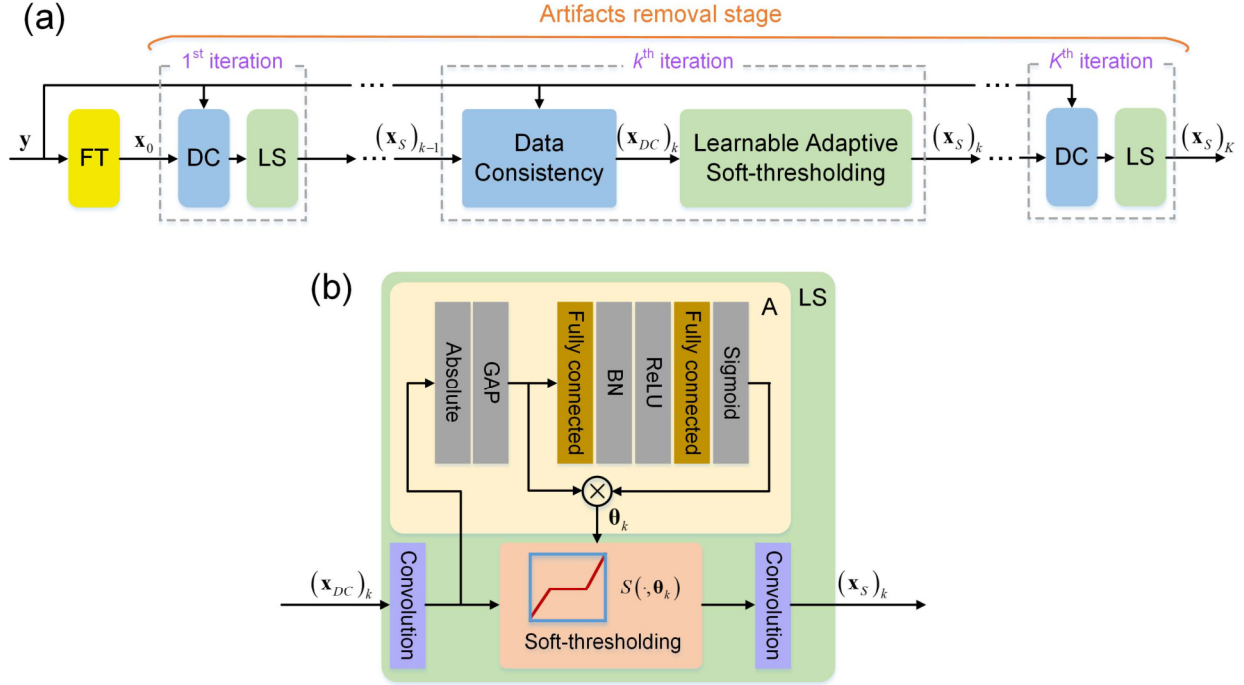 (a)
Artifacts removal stage
1st iteration
kth iteration
Kth iteration
y
FT
x0
DC
LS
···
···
(xS)k−1
Data
Consistency
(xDC)k
Learnable Adaptive
Soft-thresholding
(xS)k
···
···
DC
LS
(xS)K
(b)
LS
A
Absolute
GAP
Fully connected
BN
ReLU
Fully connected
Sigmoid
θk
(xDC)k
Convolution
S(·,θk)
Soft-thresholding
Convolution
(xS)k